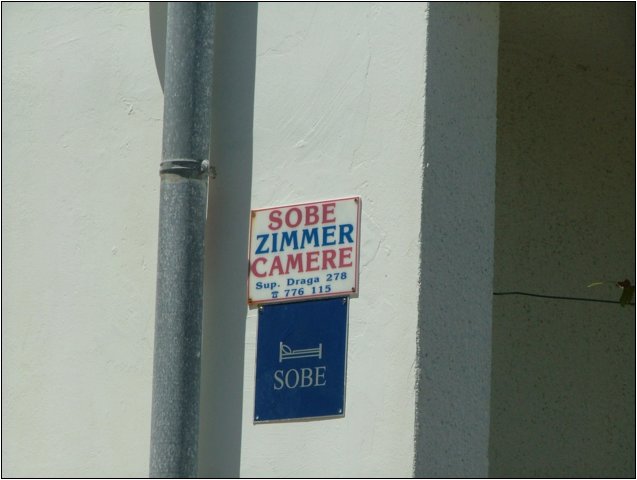 SOBE
ZIMMER
CAMERE
Sup. Draga 278
☎ 776 115
SOBE